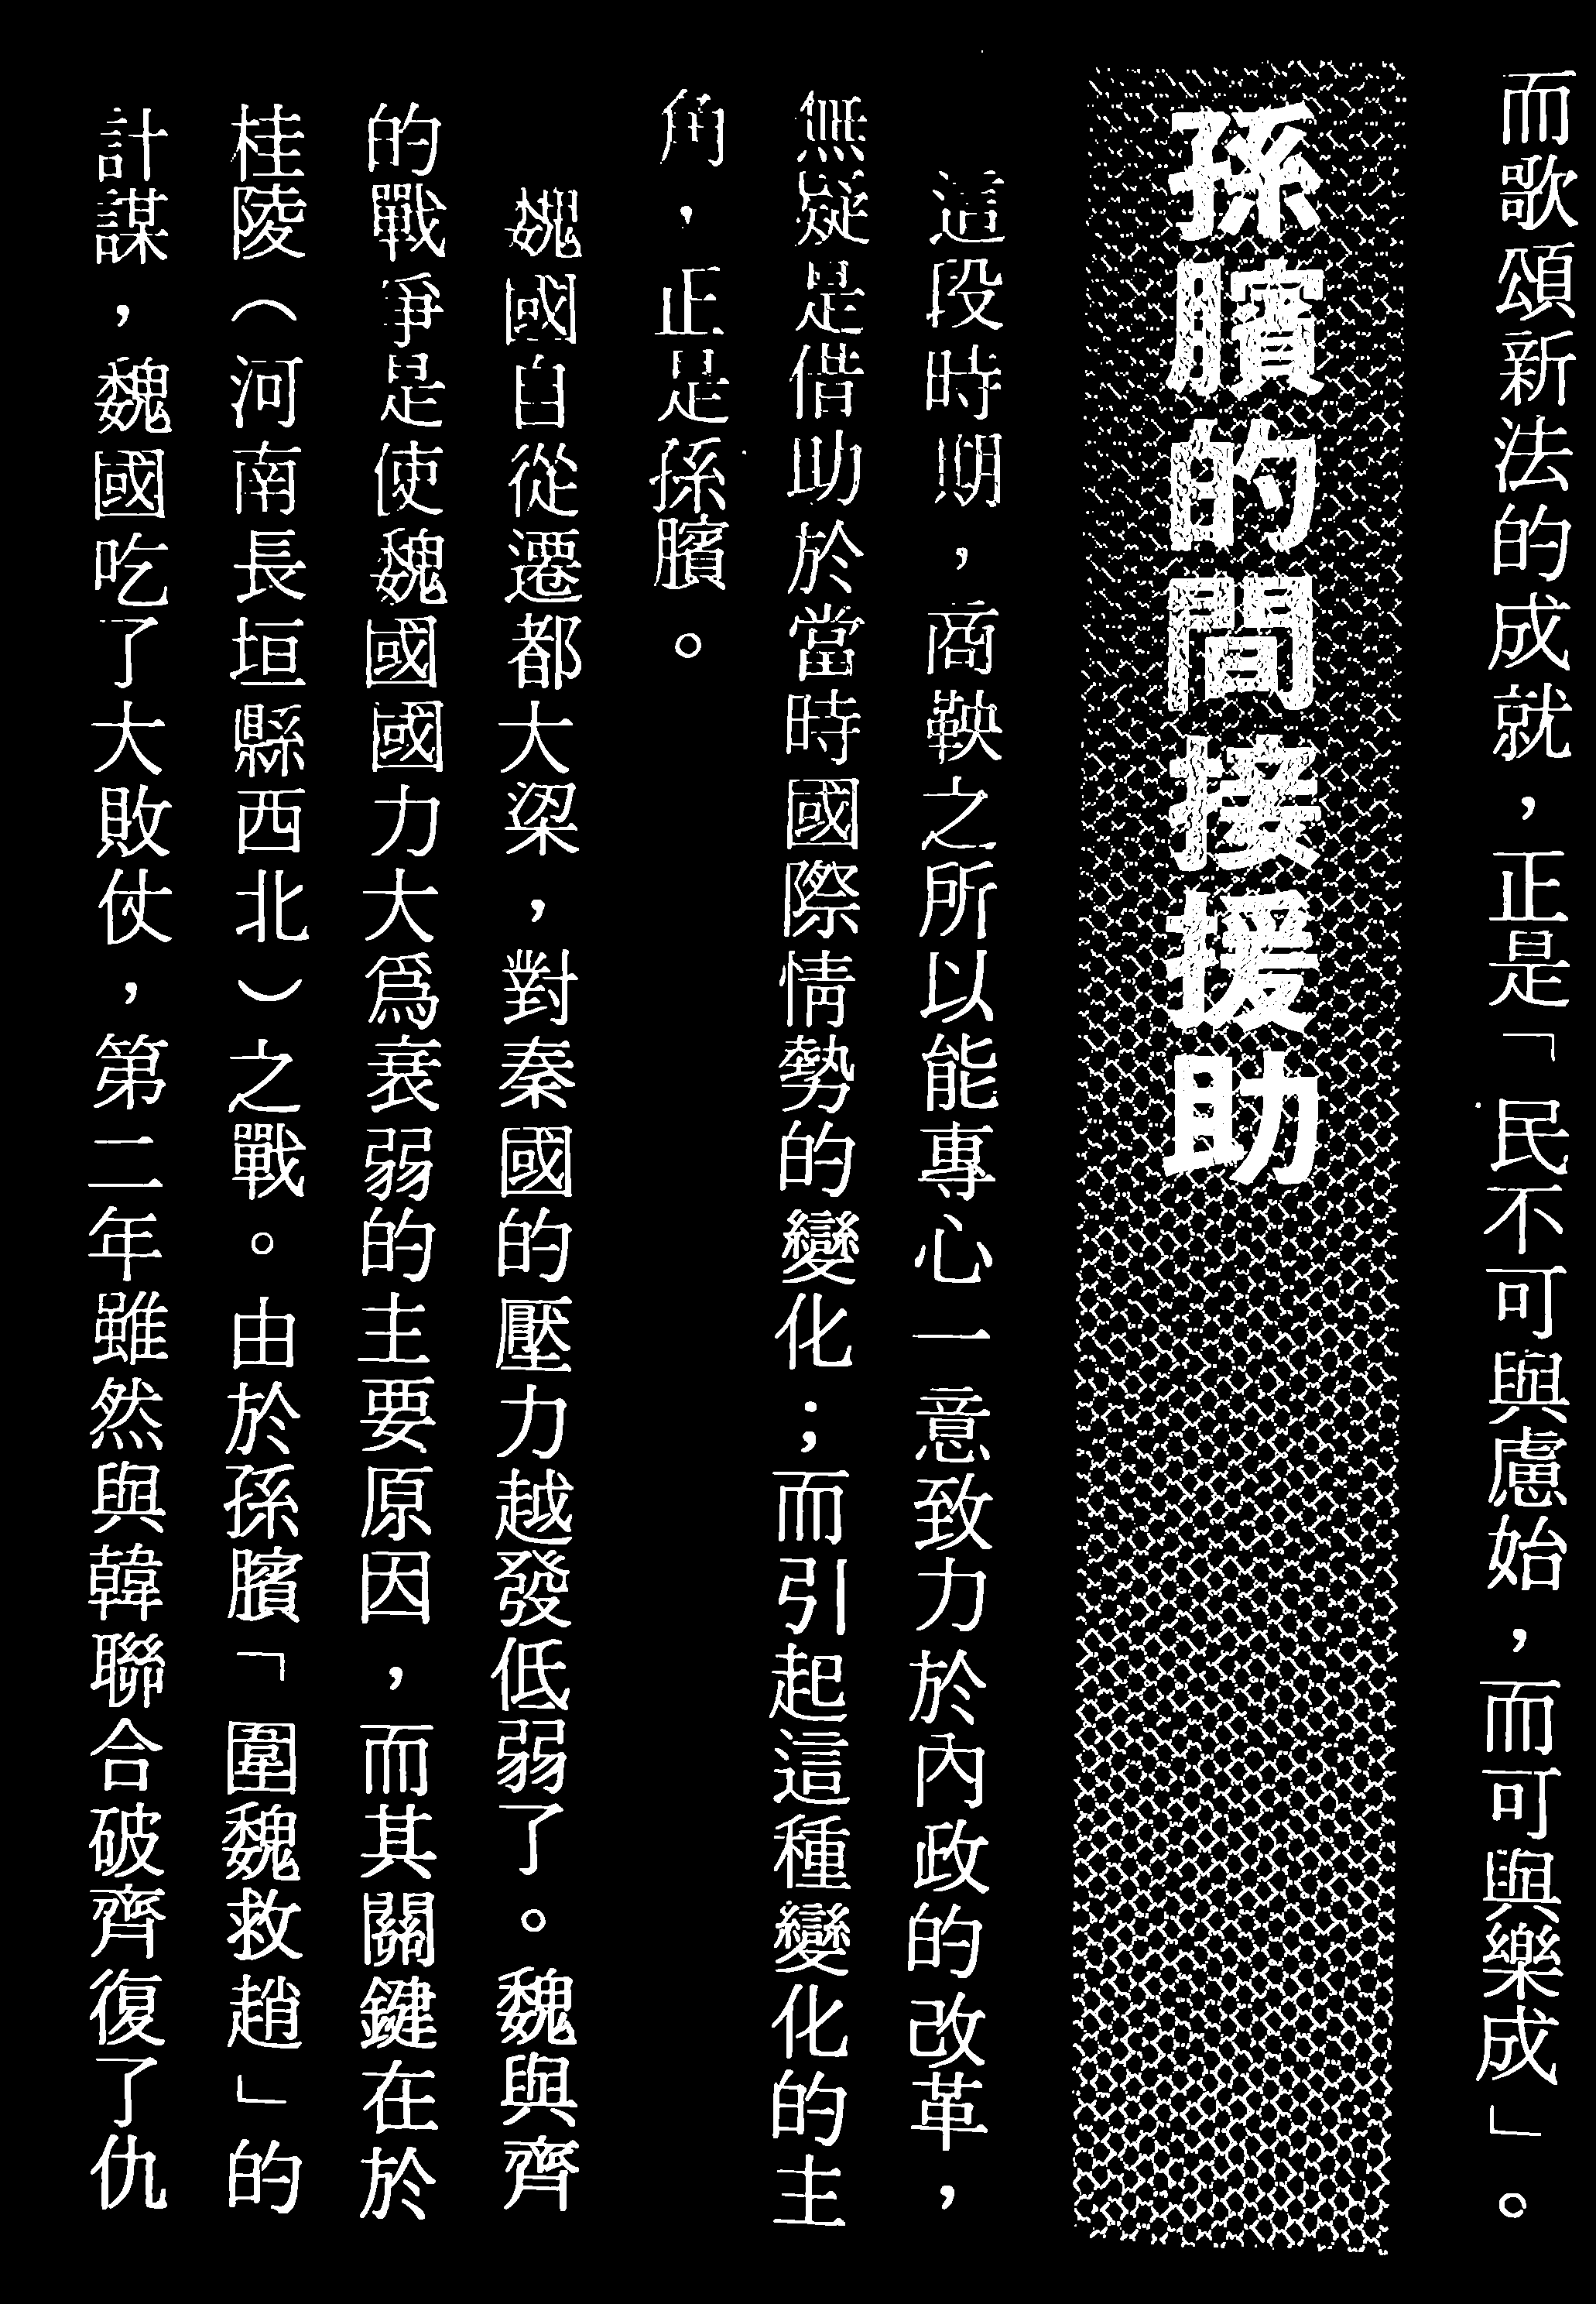 而歌頌新法的成就，正是「民不可與慮始，而可與樂成」。
孫臏的間接援助
這段時期，商鞅之所以能專心一意致力於內政的改革，
無疑是借助於當時國際情勢的變化；而引起這種變化的主
角，正是孫臏。
魏國自從遷都大梁，對秦國的壓力越發低弱了。魏與齊
的戰爭是使魏國國力大爲衰弱的主要原因，而其關鍵在於
桂陵（河南長垣縣西北）之戰。由於孫臏「圍魏救趙」的
計謀，魏國吃了大敗仗，第二年雖然與韓聯合破齊復了仇